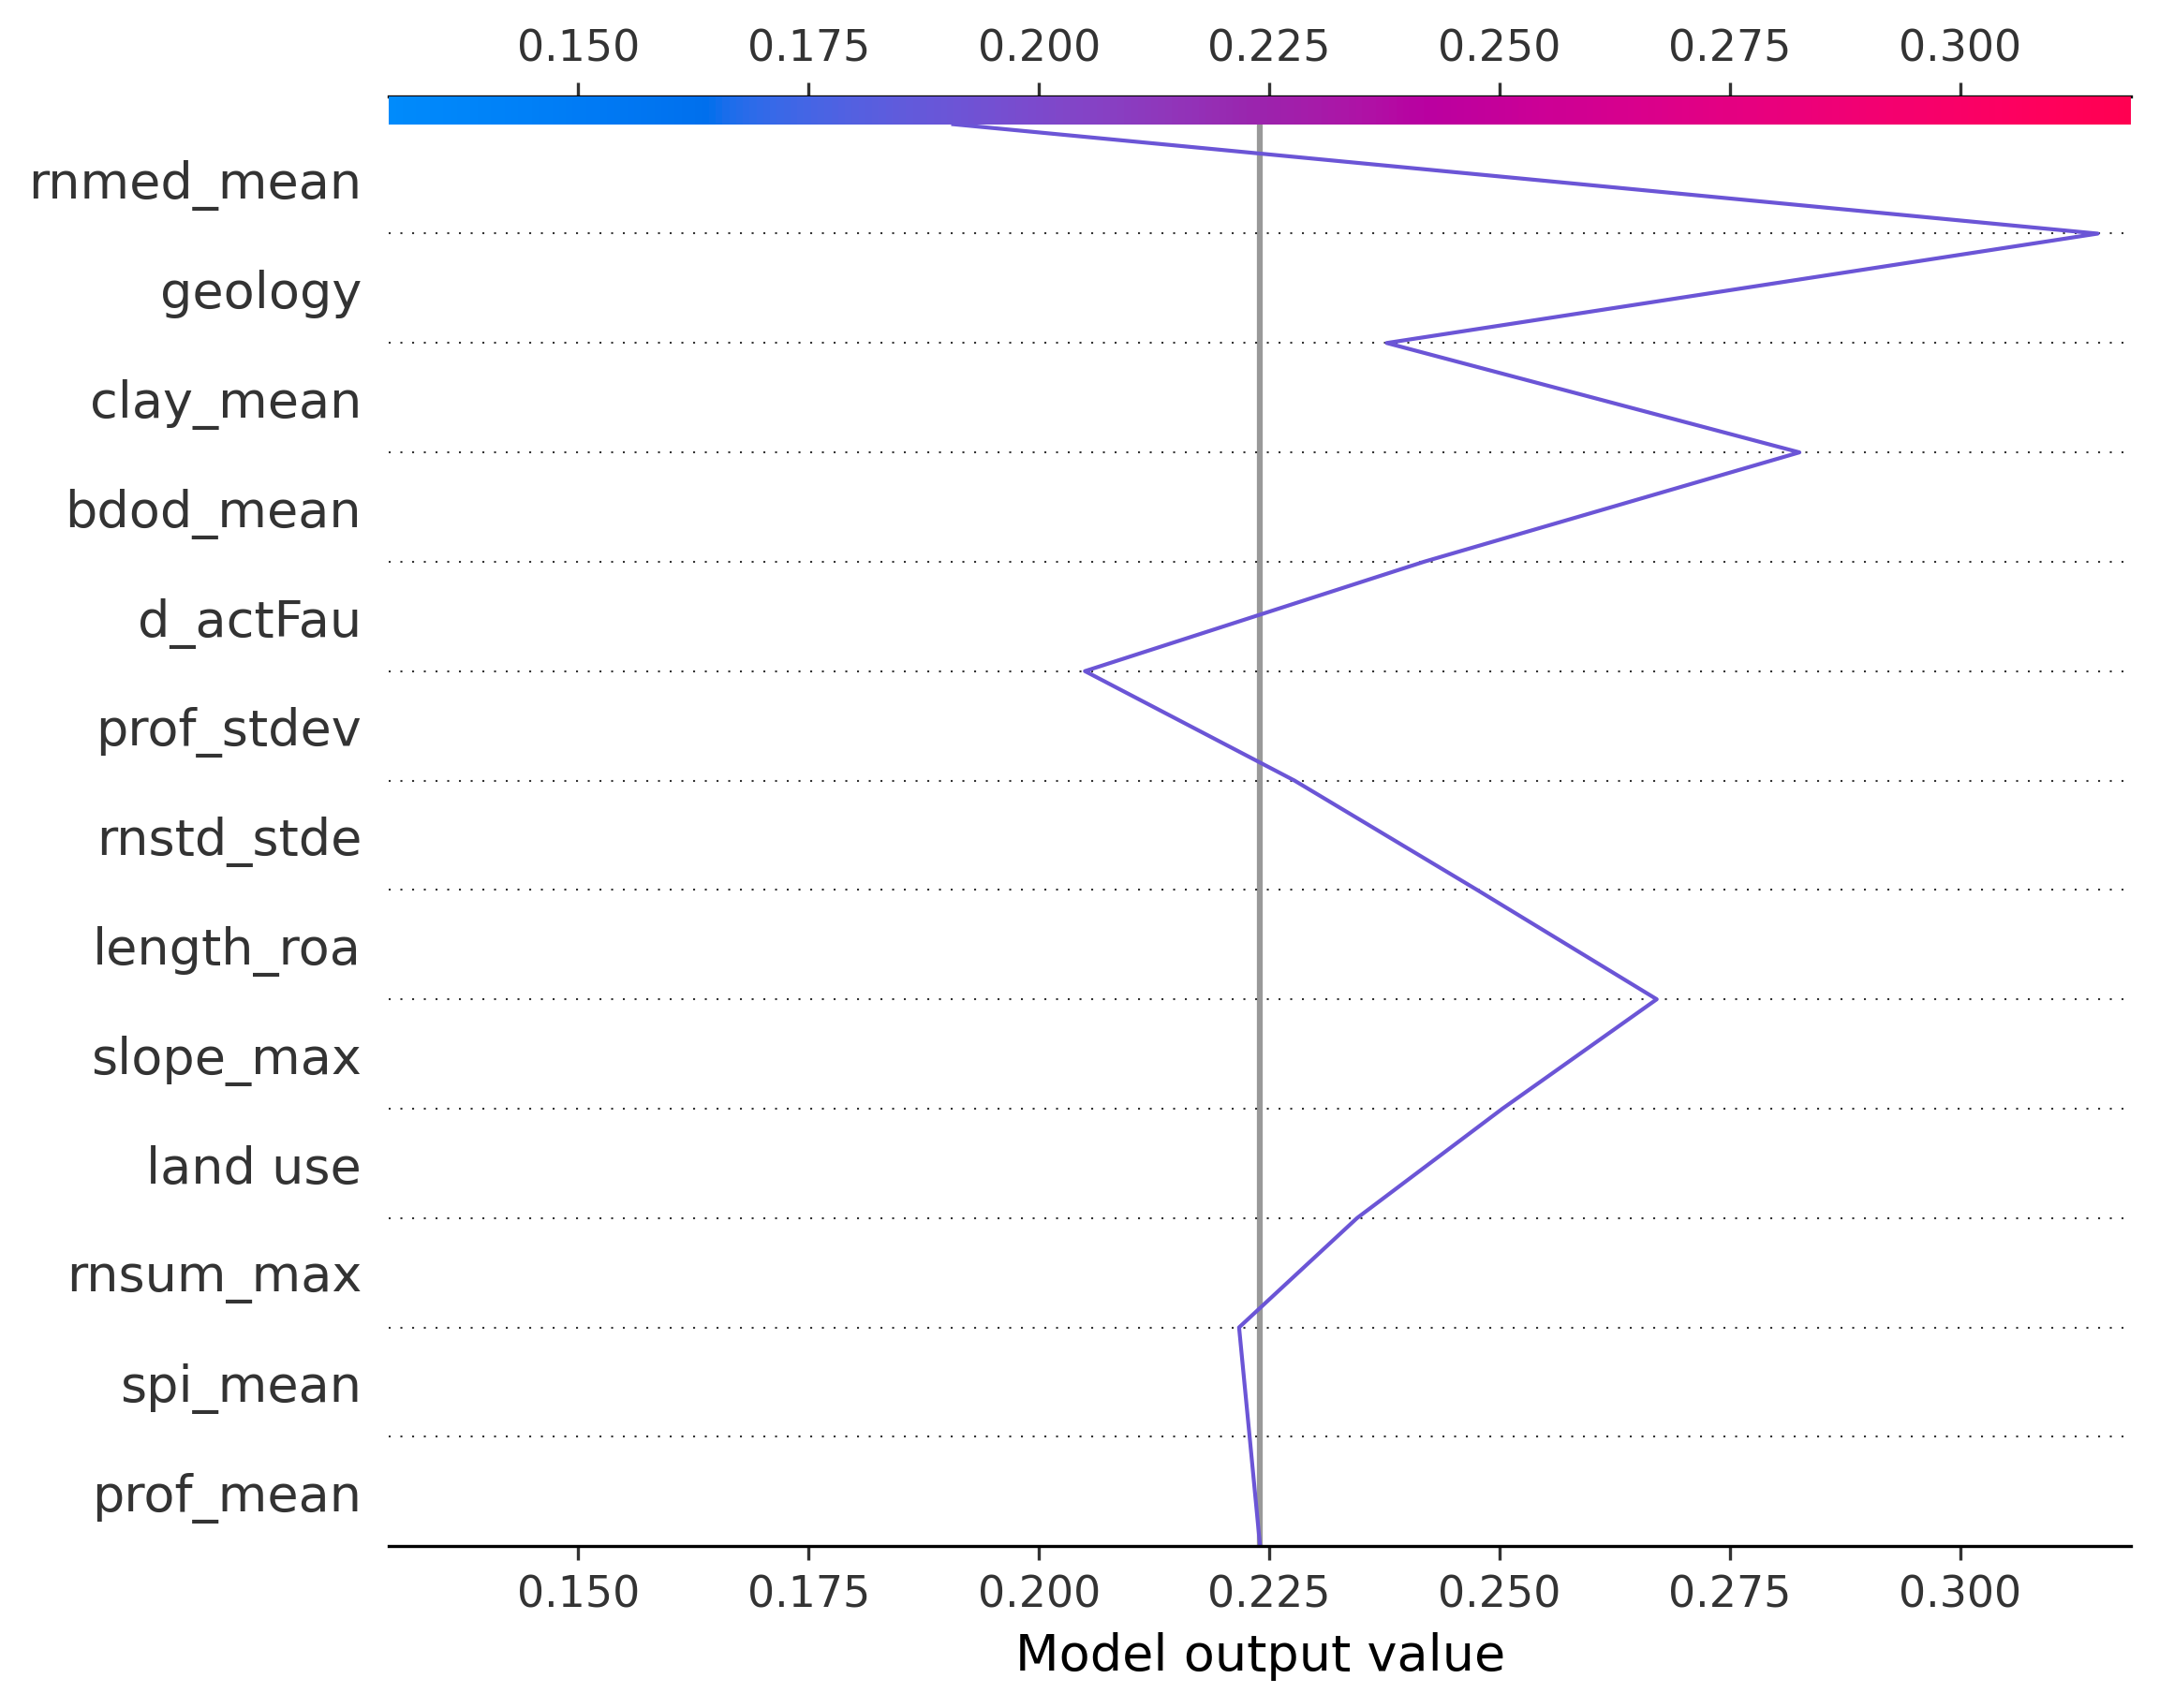 0.150 0.175 0.200 0.225 0.250 0.275 0.300
rnmed_mean
geology
clay_mean
bdod_mean
d_actFau
prof_stdev
rnstd_stde
length_roa
slope_max
land use
rnsum_max
spi_mean
prof_mean
0.150 0.175 0.200 0.225 0.250 0.275 0.300
Model output value